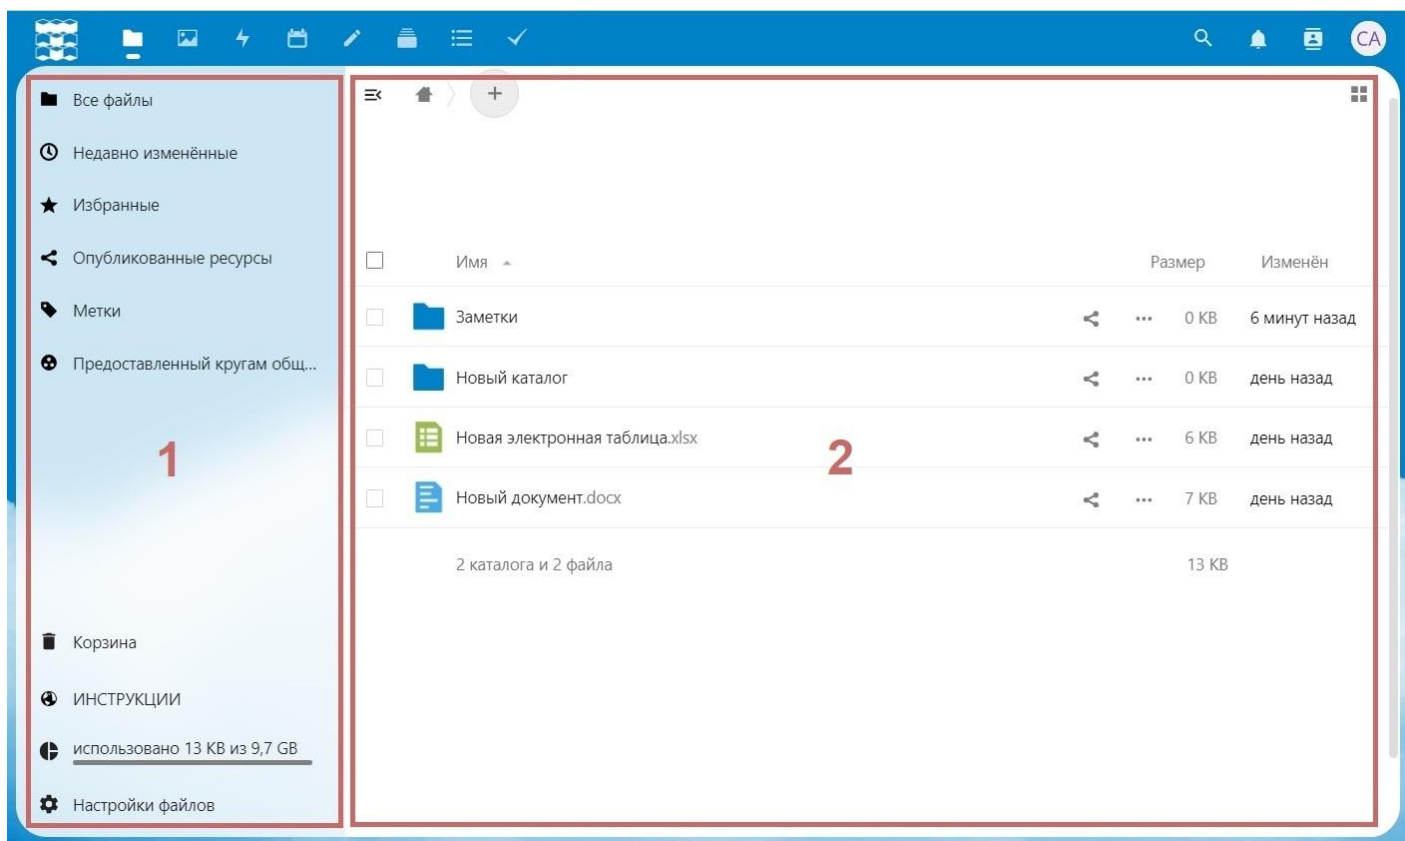 CA
Все файлы
Недавно изменённые
Избранные
Опубликованные ресурсы
Метки
Предоставленный кругам общ...
1
Корзина
ИНСТРУКЦИИ
использовано 13 KB из 9,7 GB
Настройки файлов
Имя Размер Изменён
Заметки 0 KB 6 минут назад
Новый каталог 0 KB день назад
Новая электронная таблица.xlsx 6 KB день назад
2
Новый документ.docx 7 KB день назад
2 каталога и 2 файла 13 KB